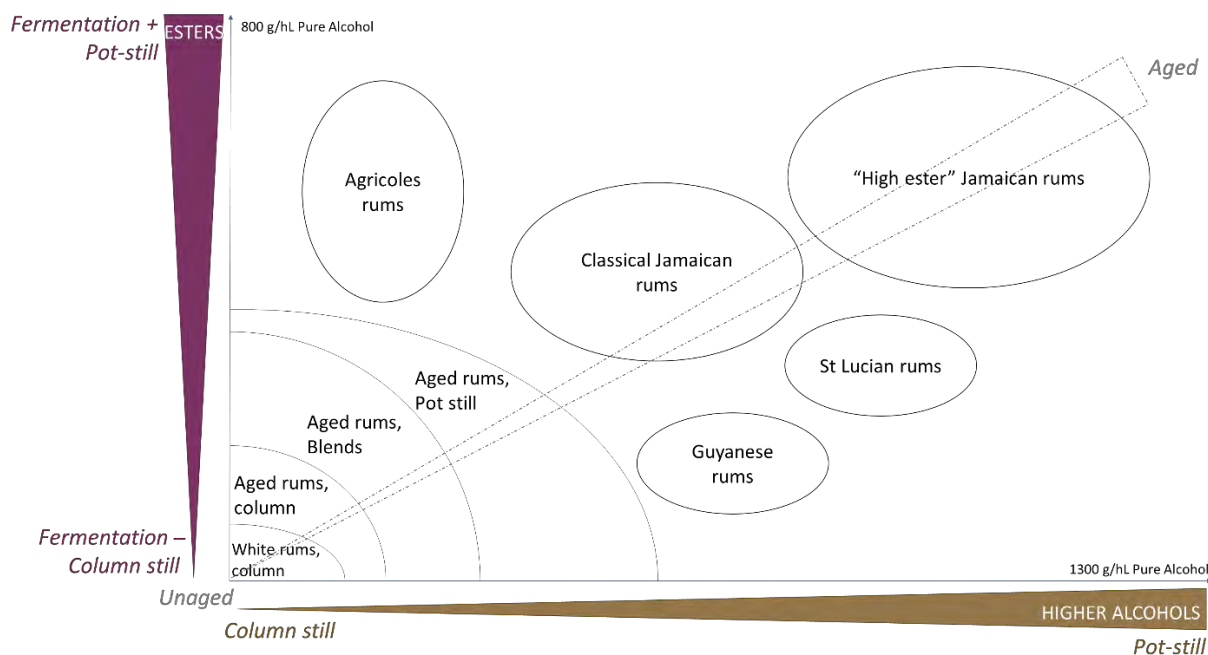 Fermentation +
Pot-still
ESTERS
800 g/hL Pure Alcohol
Aged
Agricoles
rums
“High ester” Jamaican rums
Classical Jamaican
rums
St Lucian rums
Aged rums,
Pot still
Aged rums,
Blends
Guyanese
rums
Aged rums,
column
Fermentation –
Column still
White rums,
column
1300 g/hL Pure Alcohol
Unaged
HIGHER ALCOHOLS
Column still
Pot-still